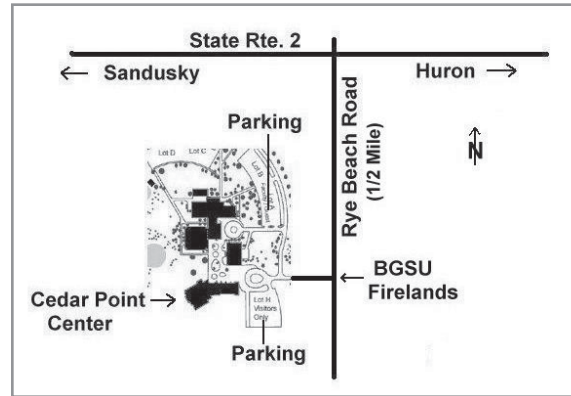 State Rte. 2
Sandusky
Huron
Rye Beach Road
(1/2 Mile)
Parking
N
Lot D
Lot C
Lot B
Lot A
BGSU
Firelands
Cedar Point
Center
Lot H
Visitors
Only
Parking